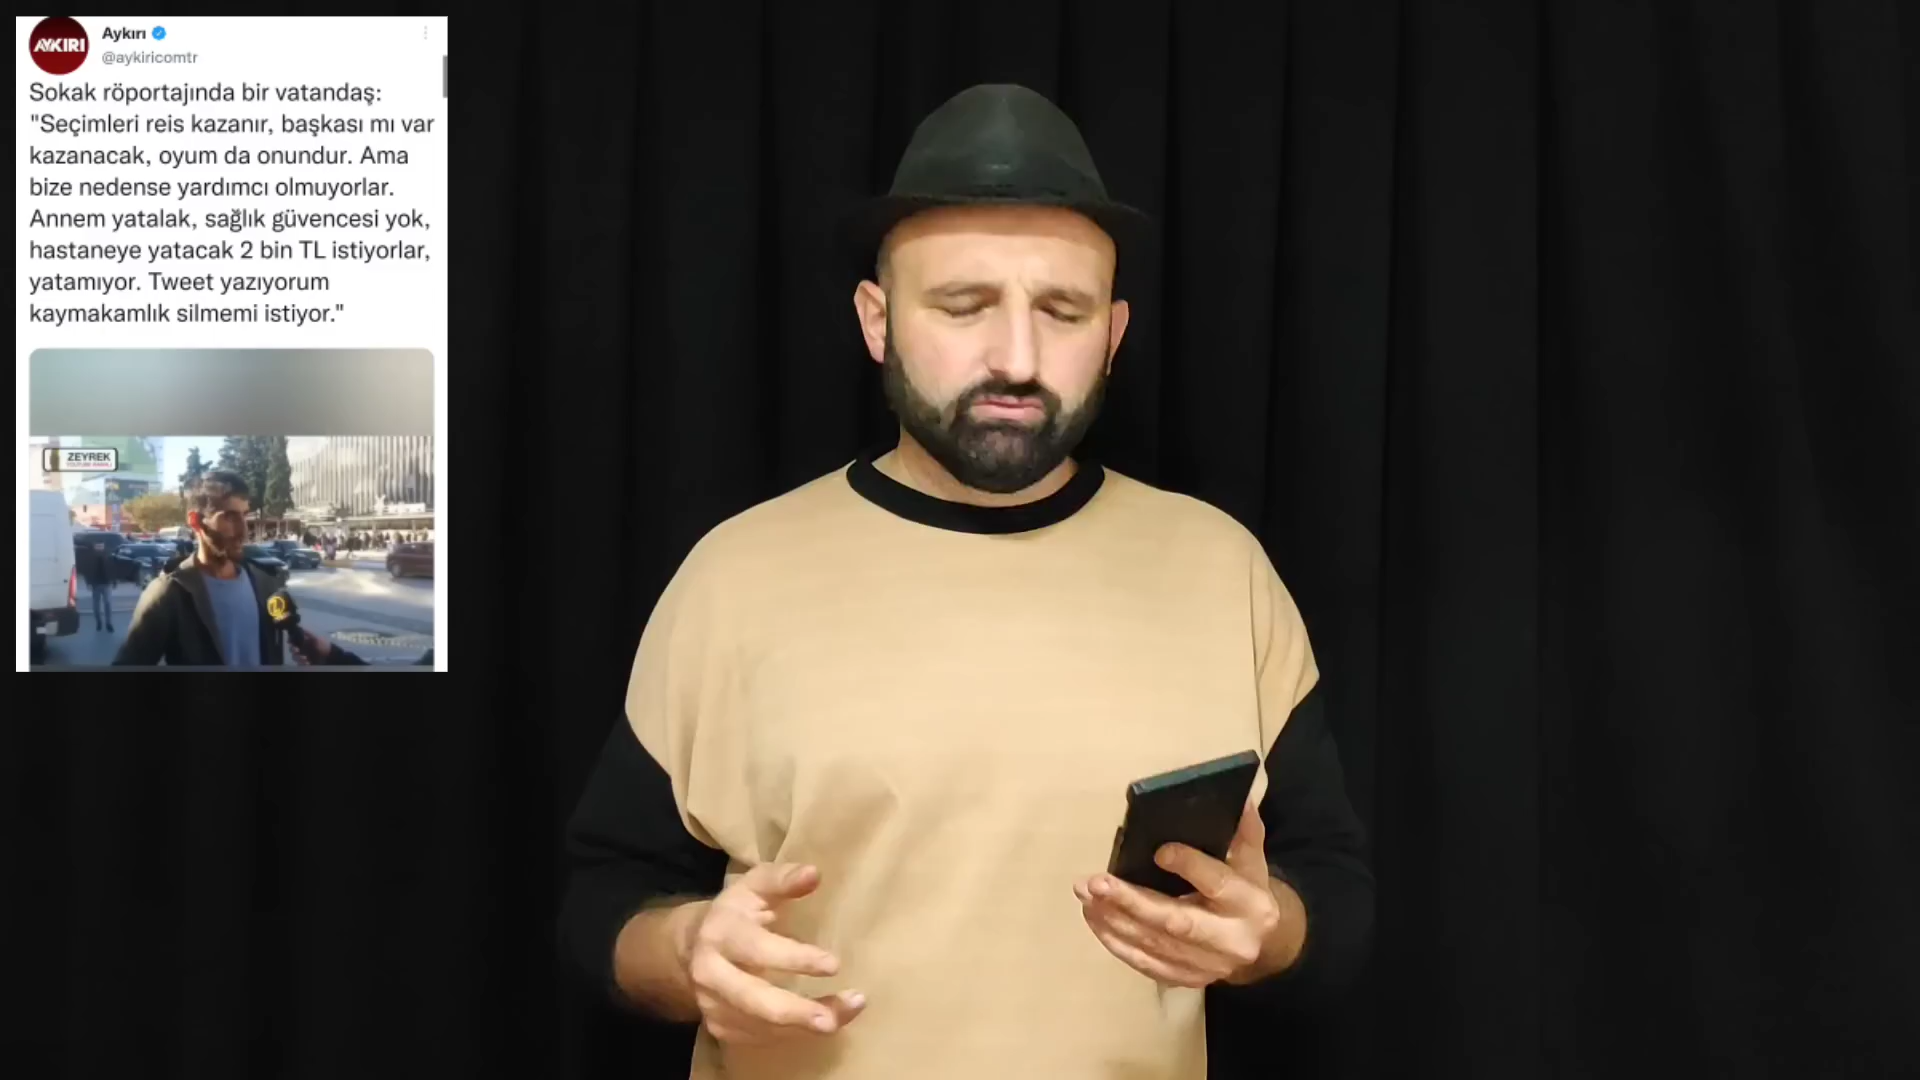 AYKIRI
Aykırı
@aykiricomtr
Sokak röportajında bir vatandaş:
"Seçimleri reis kazanır, başkası mı var
kazanacak, oyum da onundur. Ama
bize nedense yardımcı olmuyorlar.
Annem yatalak, sağlık güvencesi yok,
hastaneye yatacak 2 bin TL istiyorlar,
yatamıyor. Tweet yazıyorum
kaymakamlık silmemi istiyor."
ZEYREK